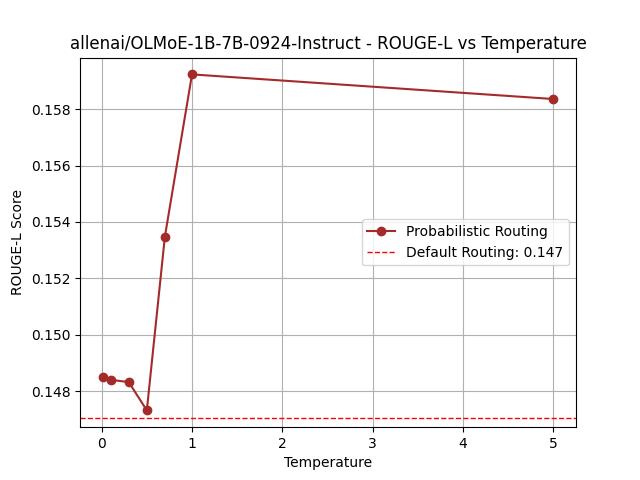 allenai/OLMoE-1B-7B-0924-Instruct - ROUGE-L vs Temperature
ROUGE-L Score
0.158
0.156
0.154
0.152
0.150
0.148
Probabilistic Routing
Default Routing: 0.147
0 1 2 3 4 5
Temperature